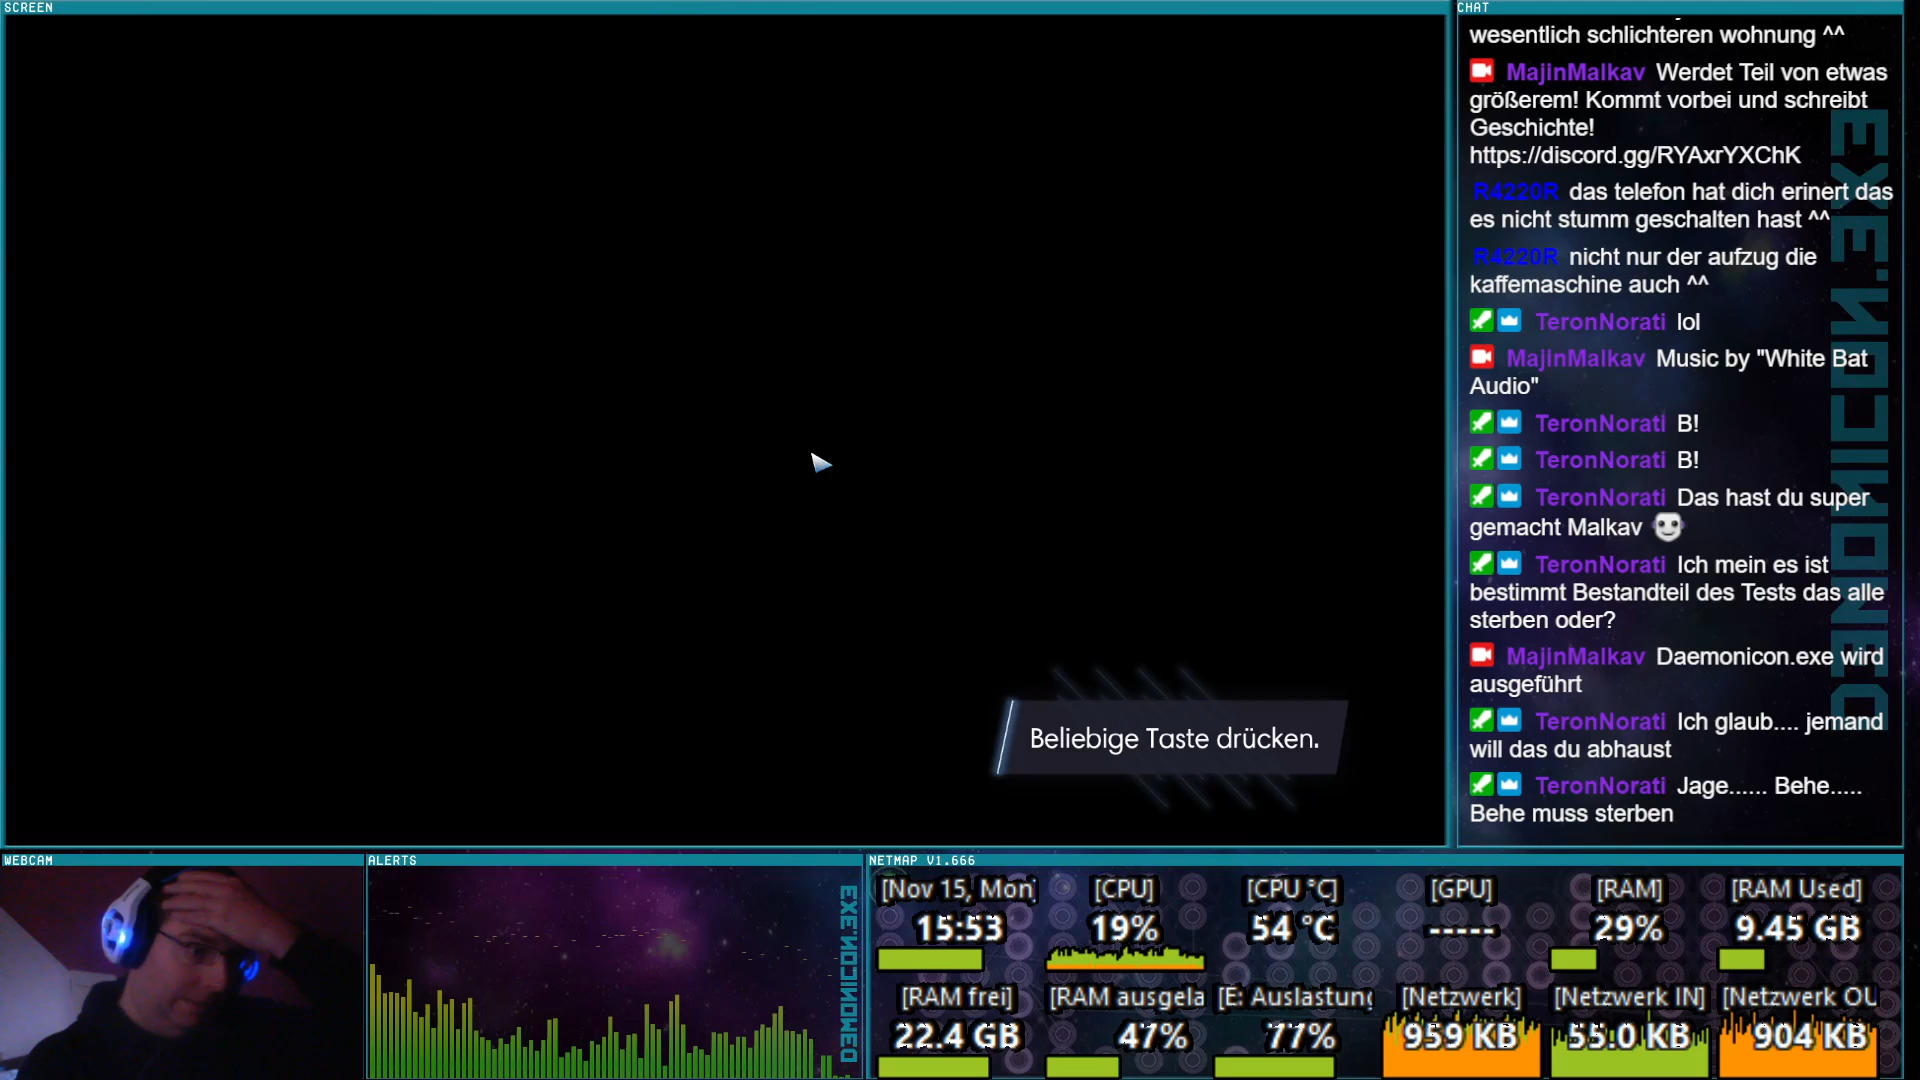 SCREEN
Beliebige Taste drücken.
CHAT
wesentlich schlichteren wohnung ^^
MajinMalkav Werdet Teil von etwas
größerem! Kommt vorbei und schreibt
Geschichte!
https://discord.gg/RYAxrYXChK
R4220R das telefon hat dich erinert das
es nicht stumm geschalten hast ^^
R4220R nicht nur der aufzug die
kaffemaschine auch ^^
TeronNorati lol
MajinMalkav Music by "White Bat
Audio"
TeronNorati B!
TeronNorati B!
TeronNorati Das hast du super
gemacht Malkav
TeronNorati Ich mein es ist
bestimmt Bestandteil des Tests das alle
sterben oder?
MajinMalkav Daemonicon.exe wird
ausgeführt
TeronNorati Ich glaub.... jemand
will das du abhaust
TeronNorati Jage...... Behe.....
Behe muss sterben
WEBCAM
ALERTS
NETMAP V1.666
[Nov 15, Mon] [CPU] [CPU °C] [GPU] [RAM] [RAM Used]
15:53 19% 54 °C ----- 29% 9.45 GB
[RAM frei] [RAM ausgela [E: Auslastung [Netzwerk] [Netzwerk IN] [Netzwerk OU
22.4 GB 47% 77% 959 KB 55.0 KB 904 KB